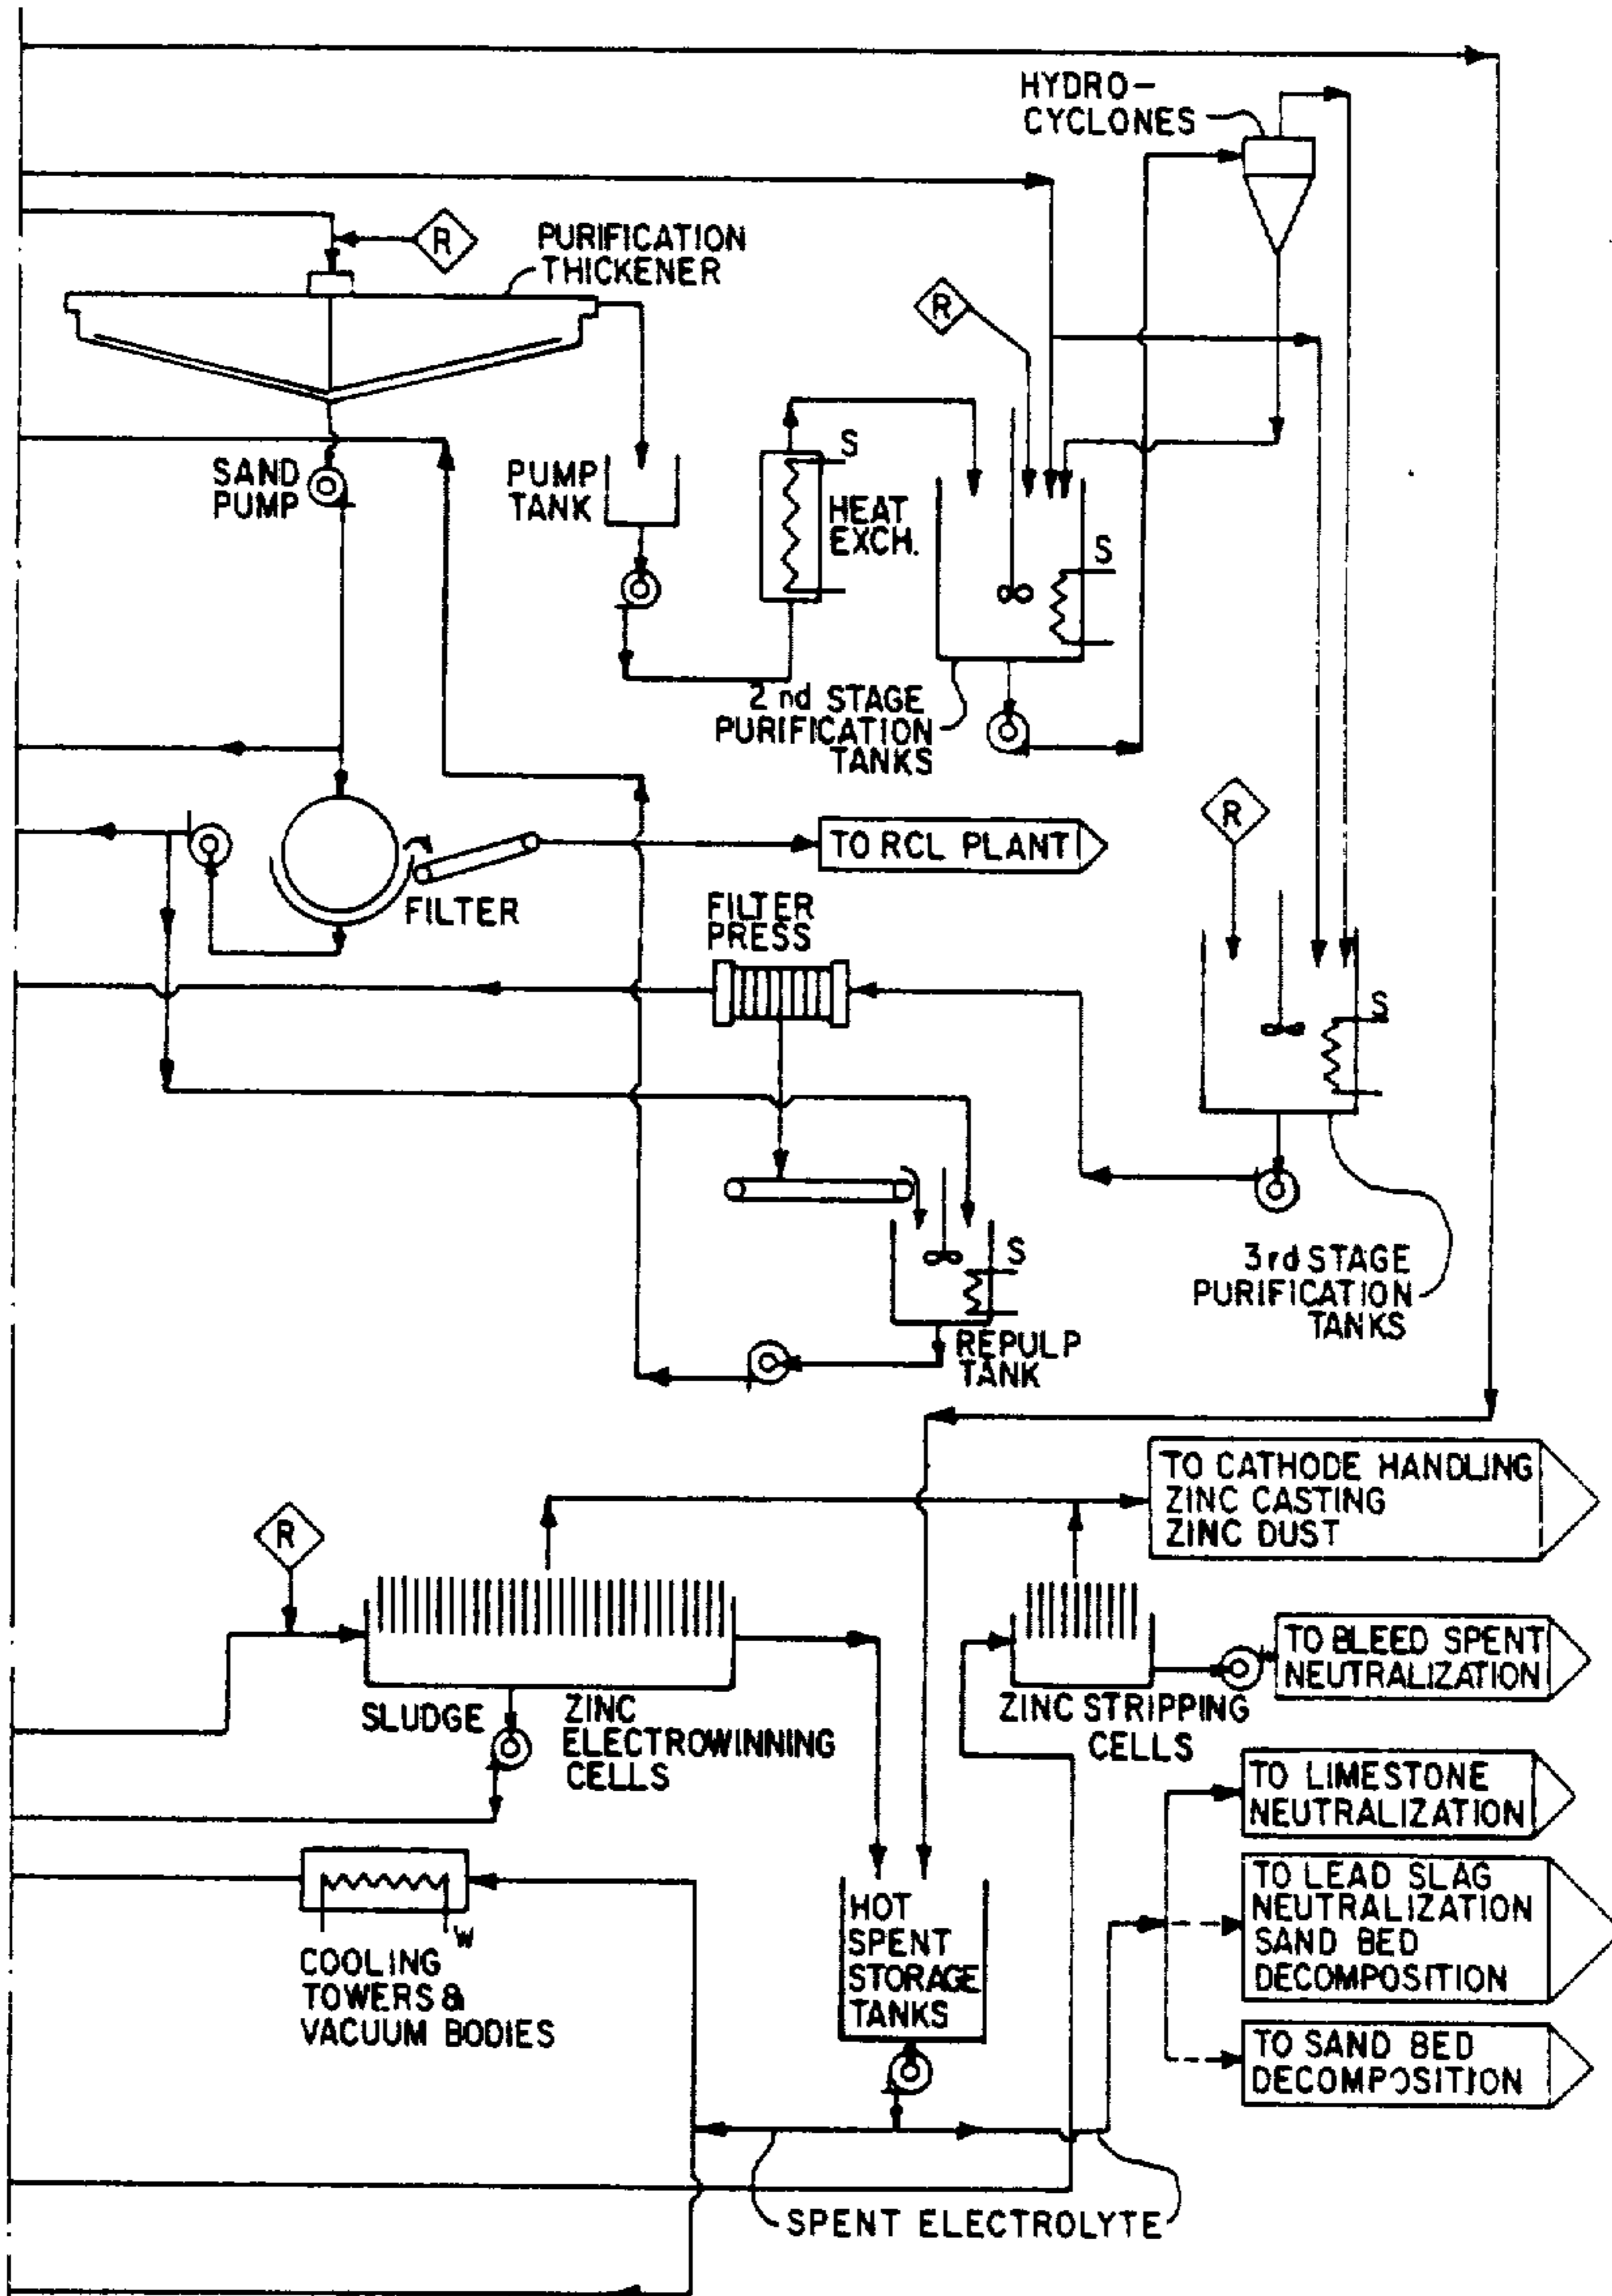 HYDRO-
CYCLONES
R
PURIFICATION
THICKENER
R
SAND
PUMP
PUMP
TANK
S
HEAT
EXCH.
S
2nd STAGE
PURIFICATION
TANKS
R
TO RCL PLANT
FILTER
FILTER
PRESS
S
S
3rd STAGE
PURIFICATION
TANKS
REPULP
TANK
TO CATHODE HANDLING
ZINC CASTING
ZINC DUST
R
TO BLEED SPENT
NEUTRALIZATION
SLUDGE
ZINC
ELECTROWINNING
CELLS
ZINC STRIPPING
CELLS
TO LIMESTONE
NEUTRALIZATION
W
COOLING
TOWERS &
VACUUM BODIES
HOT
SPENT
STORAGE
TANKS
TO LEAD SLAG
NEUTRALIZATION
SAND BED
DECOMPOSITION
TO SAND BED
DECOMPOSITION
SPENT ELECTROLYTE